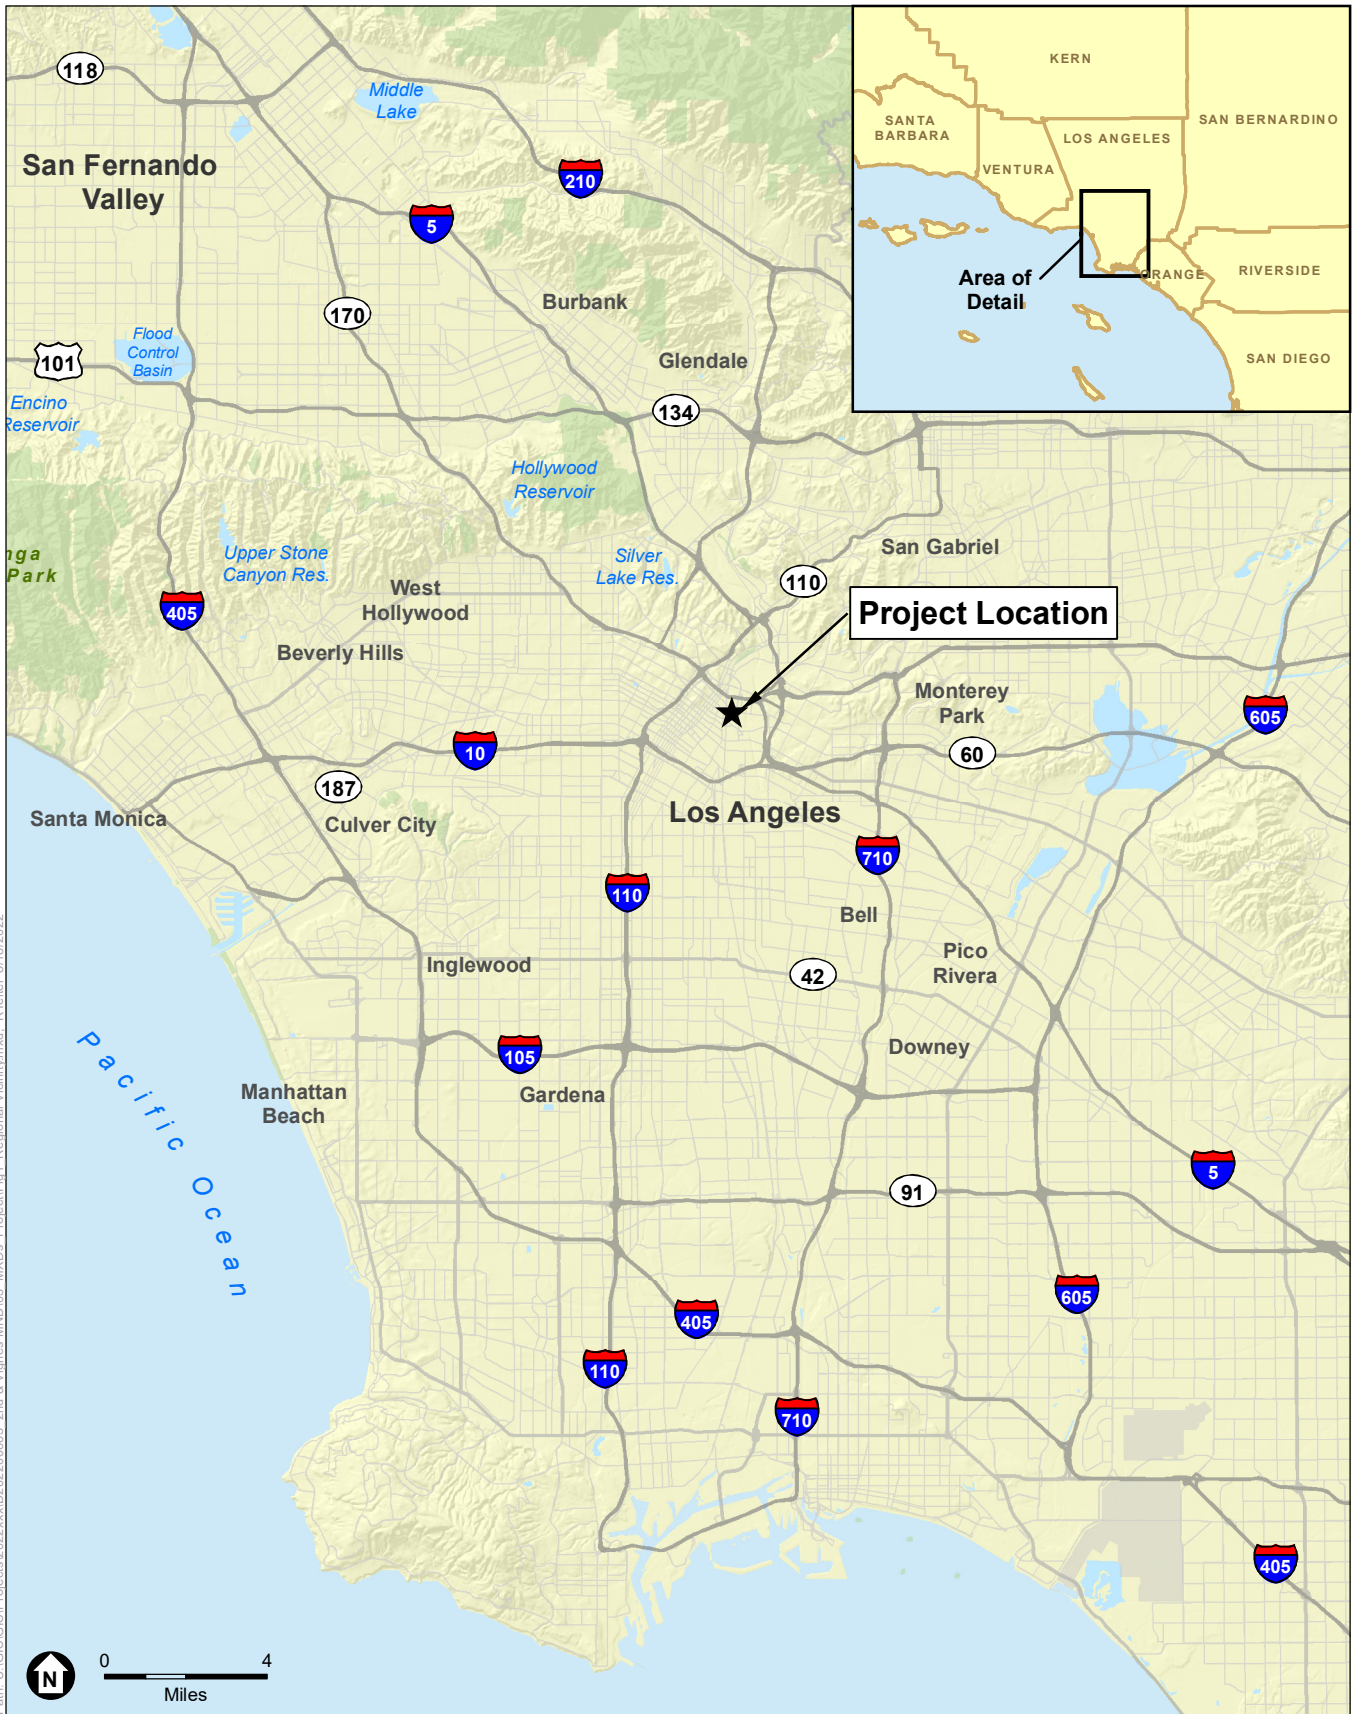 KERN
SANTA
BARBARA
VENTURA
LOS ANGELES
SAN BERNARDINO
ORANGE
RIVERSIDE
SAN DIEGO
Area of
Detail
118
Middle
Lake
San Fernando
Valley
210
5
170
Burbank
101
Flood
Control
Basin
Glendale
Encino
Reservoir
134
Hollywood
Reservoir
nga
Park
Upper Stone
Canyon Res.
Silver
Lake Res.
San Gabriel
West
Hollywood
110
405
Project Location
Beverly Hills
Monterey
Park
605
10
60
187
Santa Monica
Culver City
Los Angeles
710
110
Bell
Inglewood
42
Pico
Rivera
105
Downey
Manhattan
Beach
Gardena
Pacific Ocean
5
91
605
405
110
710
405
N
0 4
Miles